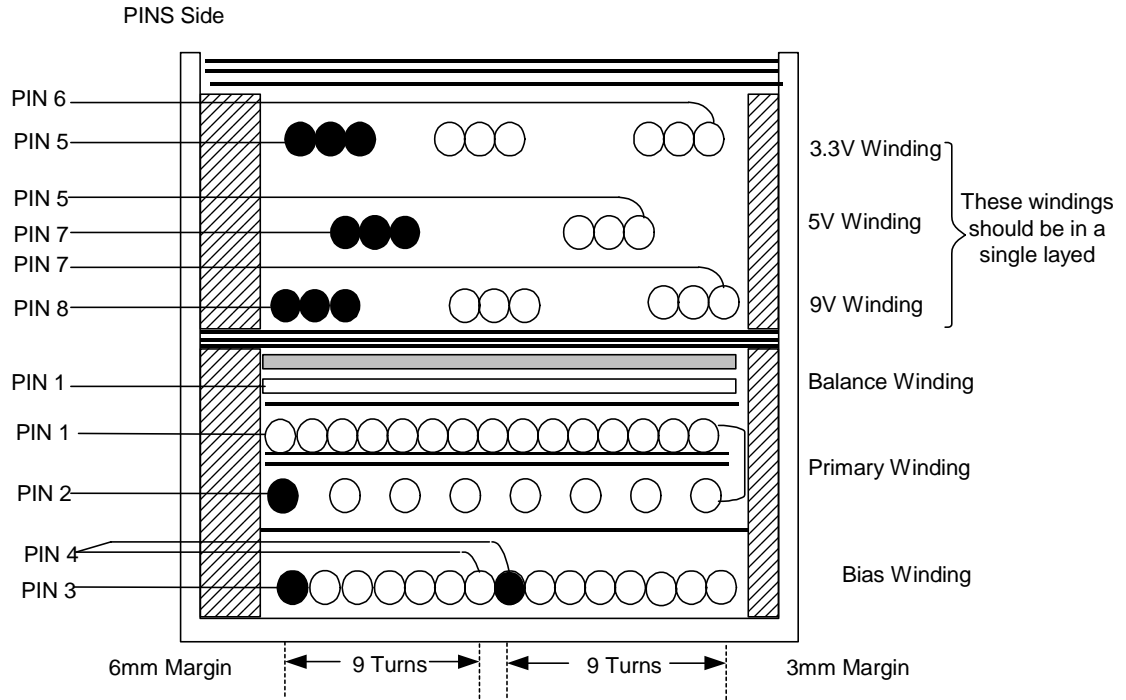 PINS Side
PIN 6
PIN 5
3.3V Winding
PIN 5
PIN 7
5V Winding
These windings
should be in a
single layed
PIN 7
PIN 8
9V Winding
PIN 1
Balance Winding
PIN 1
Primary Winding
PIN 2
PIN 4
PIN 3
Bias Winding
6mm Margin
9 Turns
9 Turns
3mm Margin